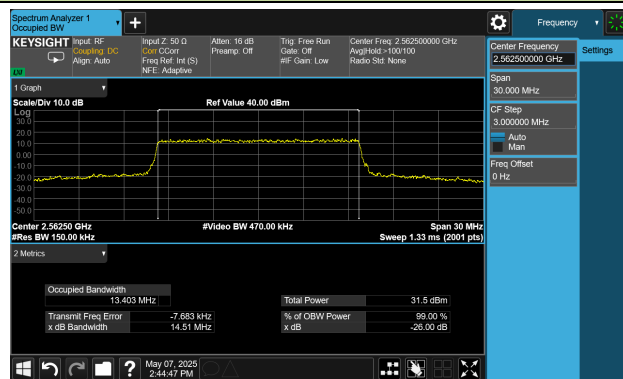 Spectrum Analyzer 1
Occupied BW
Frequency
KEYSIGHT
Input: RF
Coupling: DC
Align: Auto
Input Z: 50 Ω
Corr CCorr
Freq Ref: Int (S)
NFE: Adaptive
Atten: 16 dB
Preamp: Off
Trig: Free Run
Gate: Off
#IF Gain: Low
Center Freq: 2.562500000 GHz
Avg|Hold:>100/100
Radio Std: None
Center Frequency
2.562500000 GHz
Settings
Span
30.000 MHz
CF Step
3.000000 MHz
Auto
Man
Freq Offset
0 Hz
1 Graph
Scale/Div 10.0 dB
Ref Value 40.00 dBm
Log
30.0
20.0
10.0
0.00
-10.0
-20.0
-30.0
-40.0
-50.0
Center 2.56250 GHz
#Video BW 470.00 kHz
Span 30 MHz
#Res BW 150.00 kHz
Sweep 1.33 ms (2001 pts)
2 Metrics
Occupied Bandwidth
13.403 MHz
Total Power
31.5 dBm
Transmit Freq Error
-7.683 kHz
% of OBW Power
99.00 %
x dB Bandwidth
14.51 MHz
x dB
-26.00 dB
May 07, 2025
2:44:47 PM